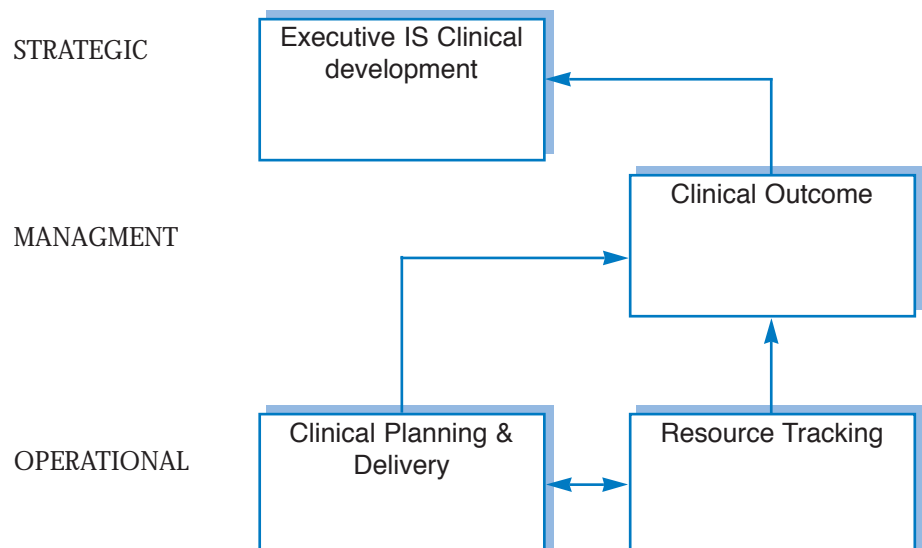 STRATEGIC
Executive IS Clinical
development
MANAGMENT
Clinical Outcome
OPERATIONAL
Clinical Planning &
Delivery
Resource Tracking